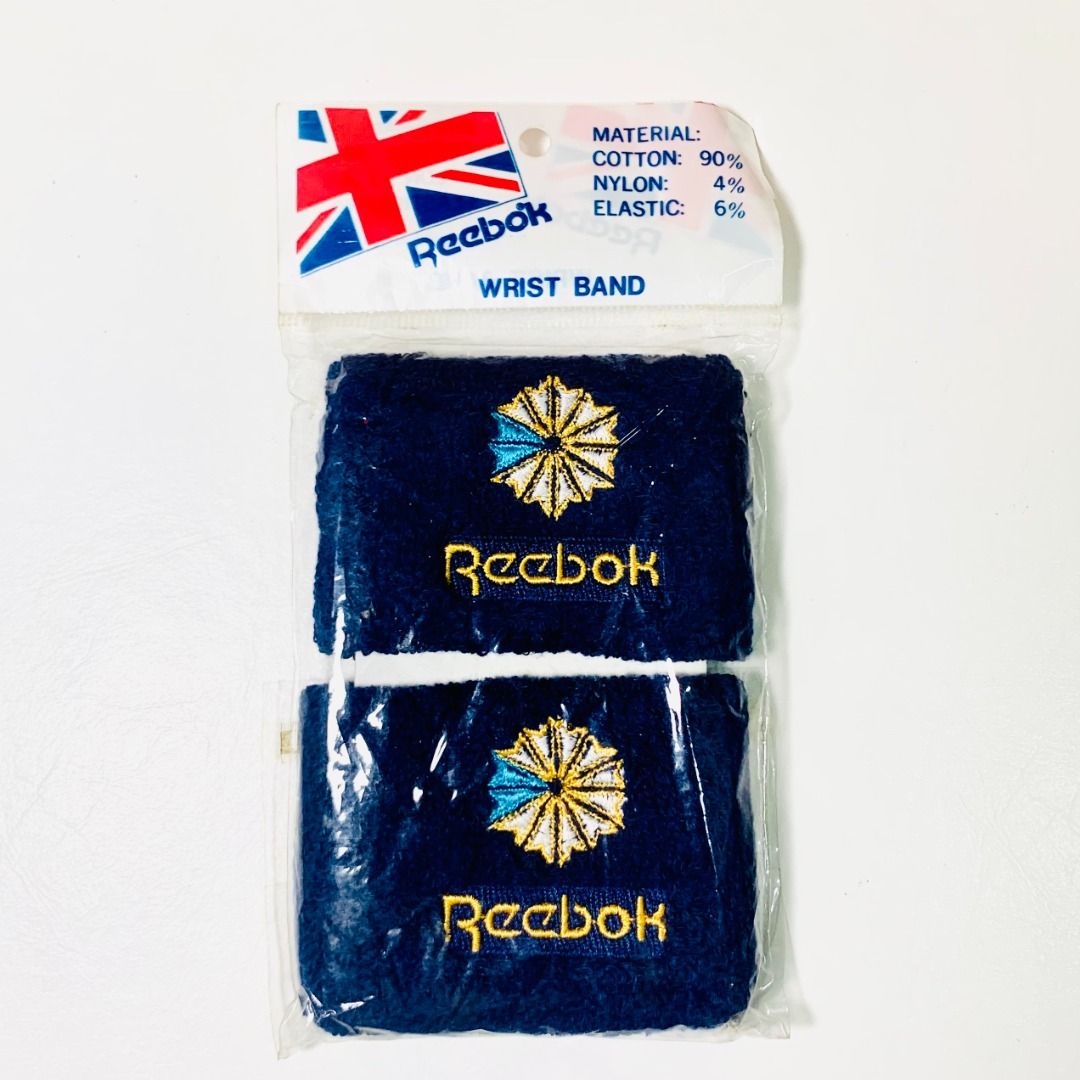 MATERIAL:
COTTON: 90%
NYLON: 4%
ELASTIC: 6%
Reebok
WRIST BAND
Reebok
Reebok